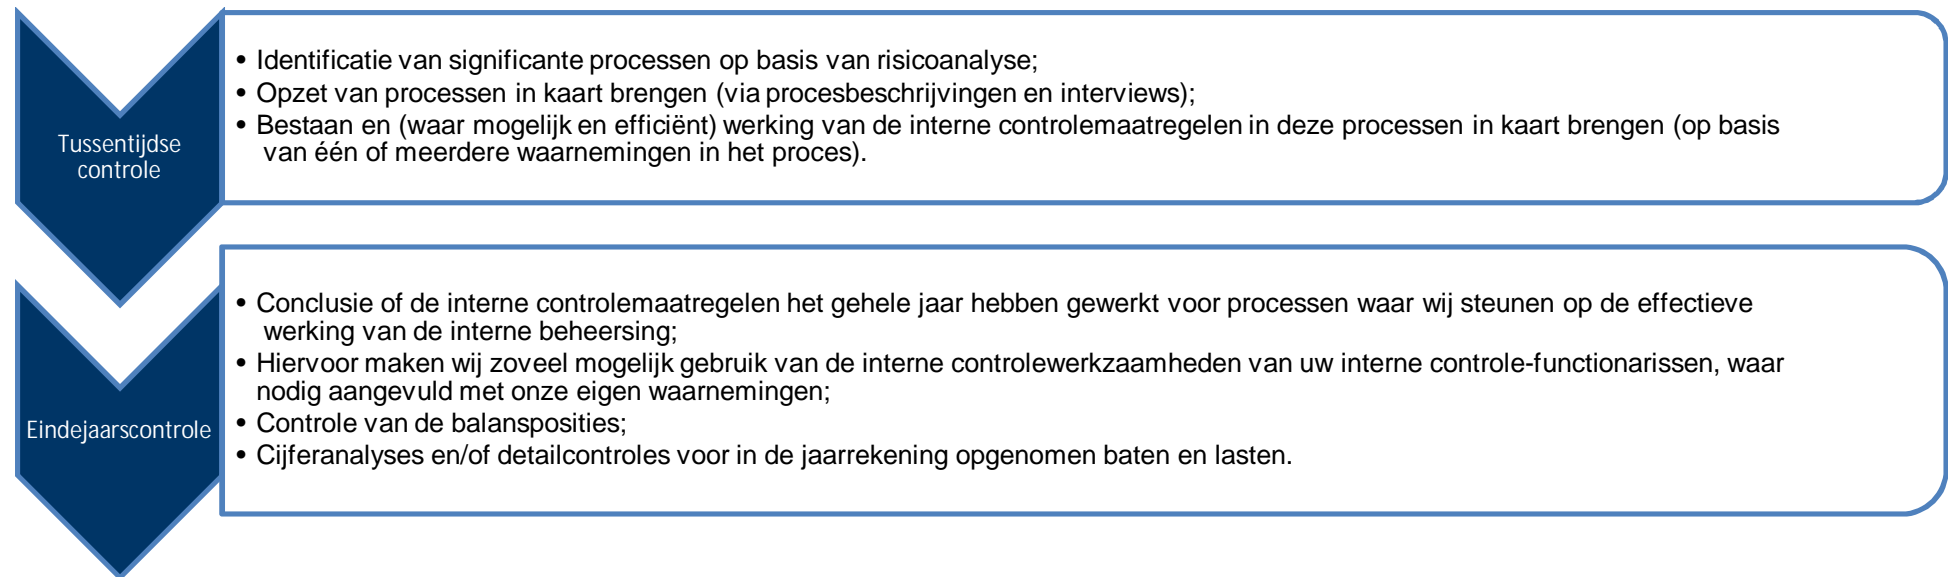 Tussentijdse
controle
• Identificatie van significante processen op basis van risicoanalyse;
• Opzet van processen in kaart brengen (via procesbeschrijvingen en interviews);
• Bestaan en (waar mogelijk en efficiënt) werking van de interne controlemaatregelen in deze processen in kaart brengen (op basis
van één of meerdere waarnemingen in het proces).
Eindejaarscontrole
• Conclusie of de interne controlemaatregelen het gehele jaar hebben gewerkt voor processen waar wij steunen op de effectieve
werking van de interne beheersing;
• Hiervoor maken wij zoveel mogelijk gebruik van de interne controlewerkzaamheden van uw interne controle-functionarissen, waar
nodig aangevuld met onze eigen waarnemingen;
• Controle van de balansposities;
• Cijferanalyses en/of detailcontroles voor in de jaarrekening opgenomen baten en lasten.